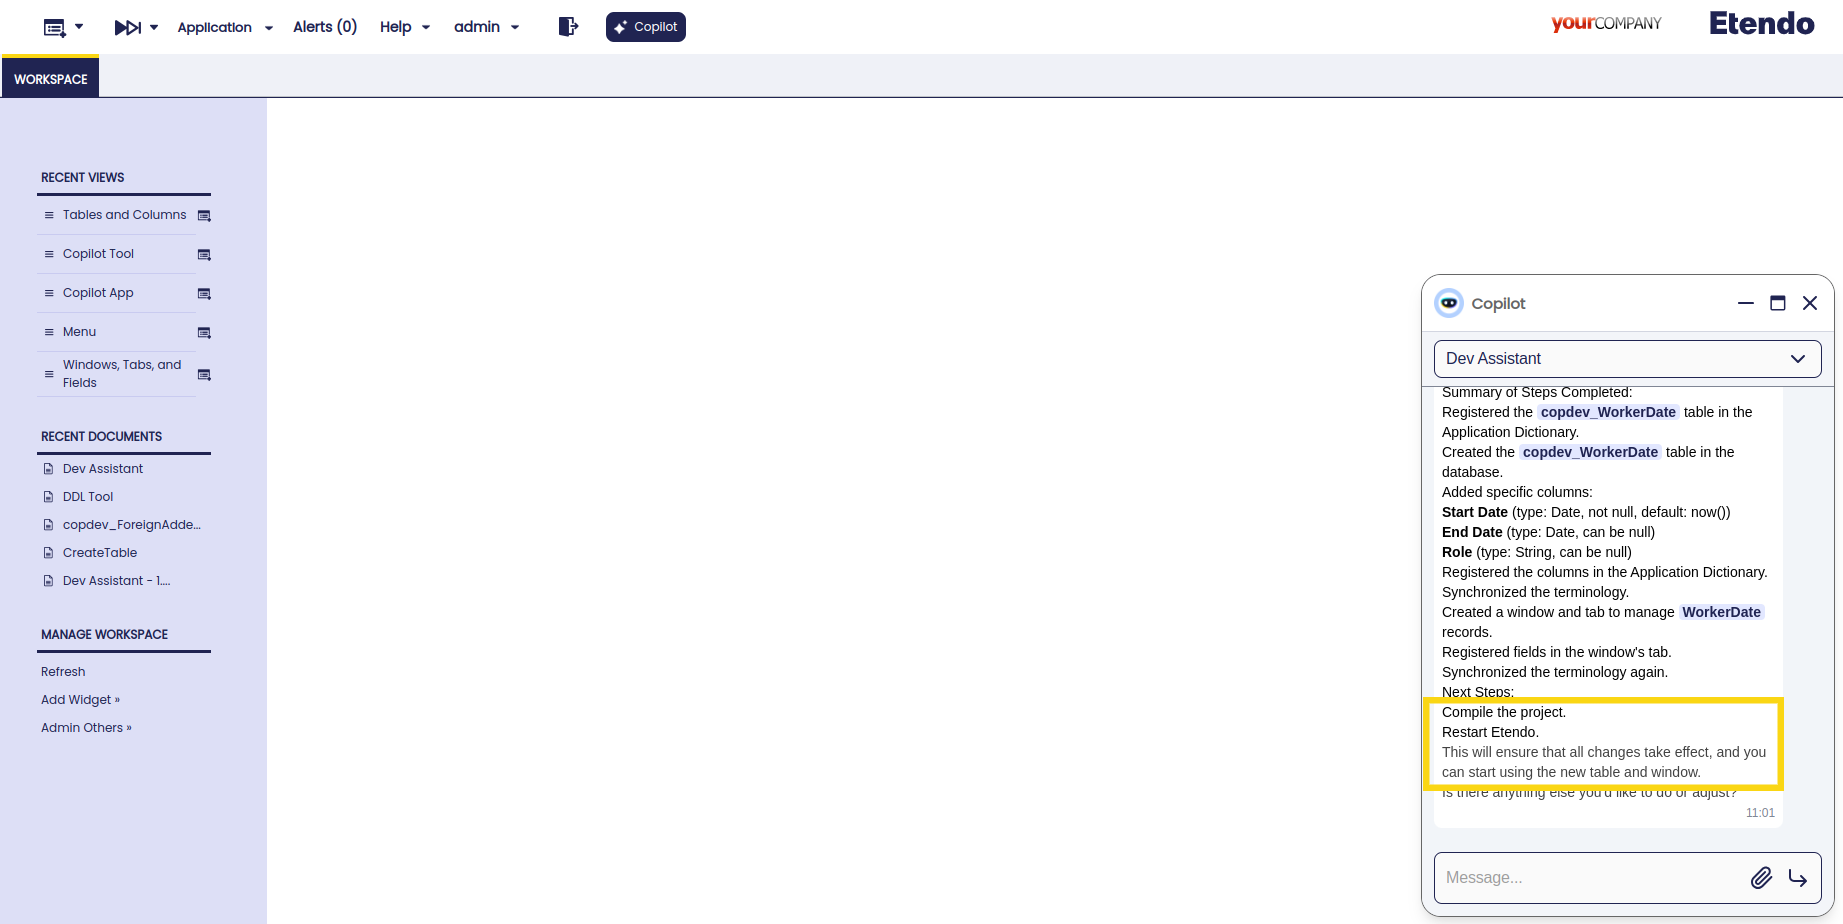 Application
Alerts (0)
Help
admin
Copilot
yourCOMPANY
Etendo
WORKSPACE
RECENT VIEWS
Tables and Columns
Copilot Tool
Copilot App
Menu
Windows, Tabs, and
Fields
RECENT DOCUMENTS
Dev Assistant
DDL Tool
copdev_ForeignAdde...
CreateTable
Dev Assistant - 1....
MANAGE WORKSPACE
Refresh
Add Widget »
Admin Others »
Copilot
Dev Assistant
Summary of Steps Completed:
Registered the copdev_WorkerDate table in the
Application Dictionary.
Created the copdev_WorkerDate table in the
database.
Added specific columns:
Start Date (type: Date, not null, default: now())
End Date (type: Date, can be null)
Role (type: String, can be null)
Registered the columns in the Application Dictionary.
Synchronized the terminology.
Created a window and tab to manage WorkerDate
records.
Registered fields in the window's tab.
Synchronized the terminology again.
Next Steps:
Compile the project.
Restart Etendo.
This will ensure that all changes take effect, and you
can start using the new table and window.
Is there anything else you'd like to do or adjust?
11:01
Message...